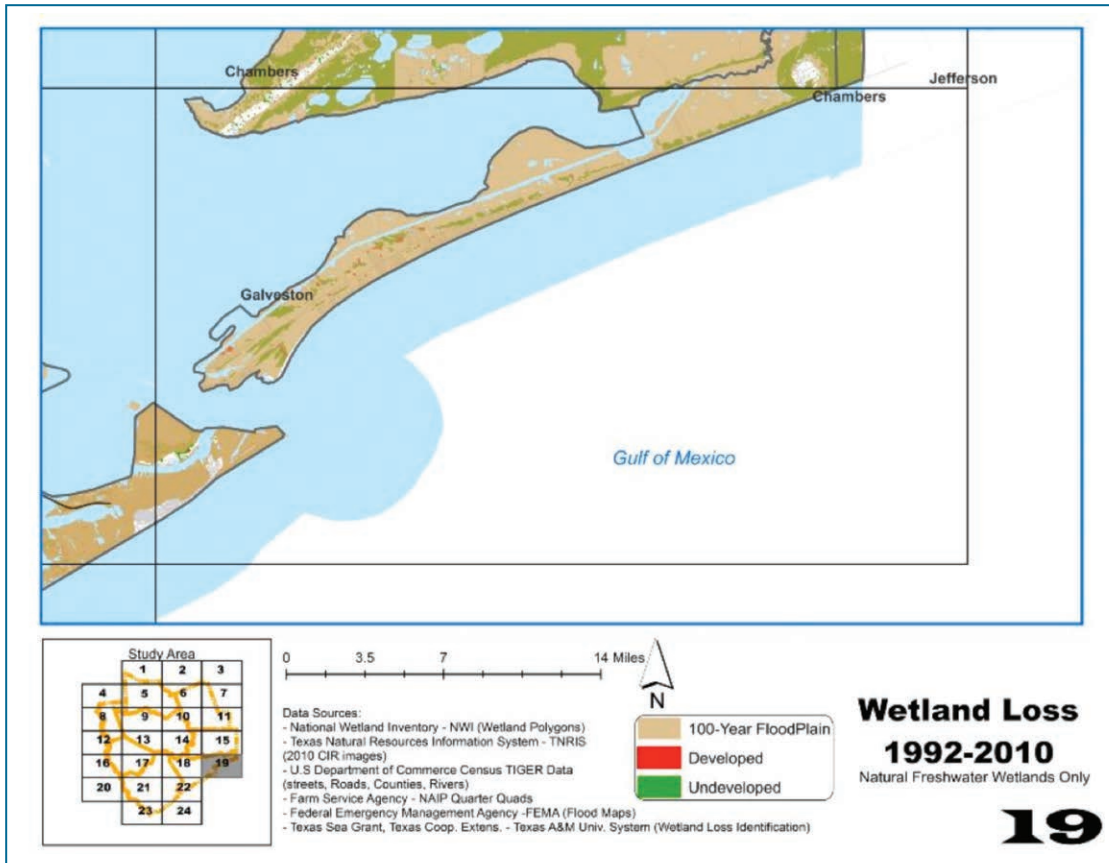 Chambers
Jefferson
Chambers
Galveston
Gulf of Mexico
Study Area
1 2 3
4 5 6 7
8 9 10 11
12 13 14 15
16 17 18 19
20 21 22
23 24
0 3.5 7 14 Miles
N
Data Sources:
- National Wetland Inventory - NWI (Wetland Polygons)
- Texas Natural Resources Information System - TNRIS
(2010 CIR images)
- U.S Department of Commerce Census TIGER Data
(streets, Roads, Counties, Rivers)
- Farm Service Agency - NAIP Quarter Quads
- Federal Emergency Management Agency -FEMA (Flood Maps)
- Texas Sea Grant, Texas Coop. Extens. - Texas A&M Univ. System (Wetland Loss Identification)
100-Year FloodPlain
Developed
Undeveloped
Wetland Loss
1992-2010
Natural Freshwater Wetlands Only
19